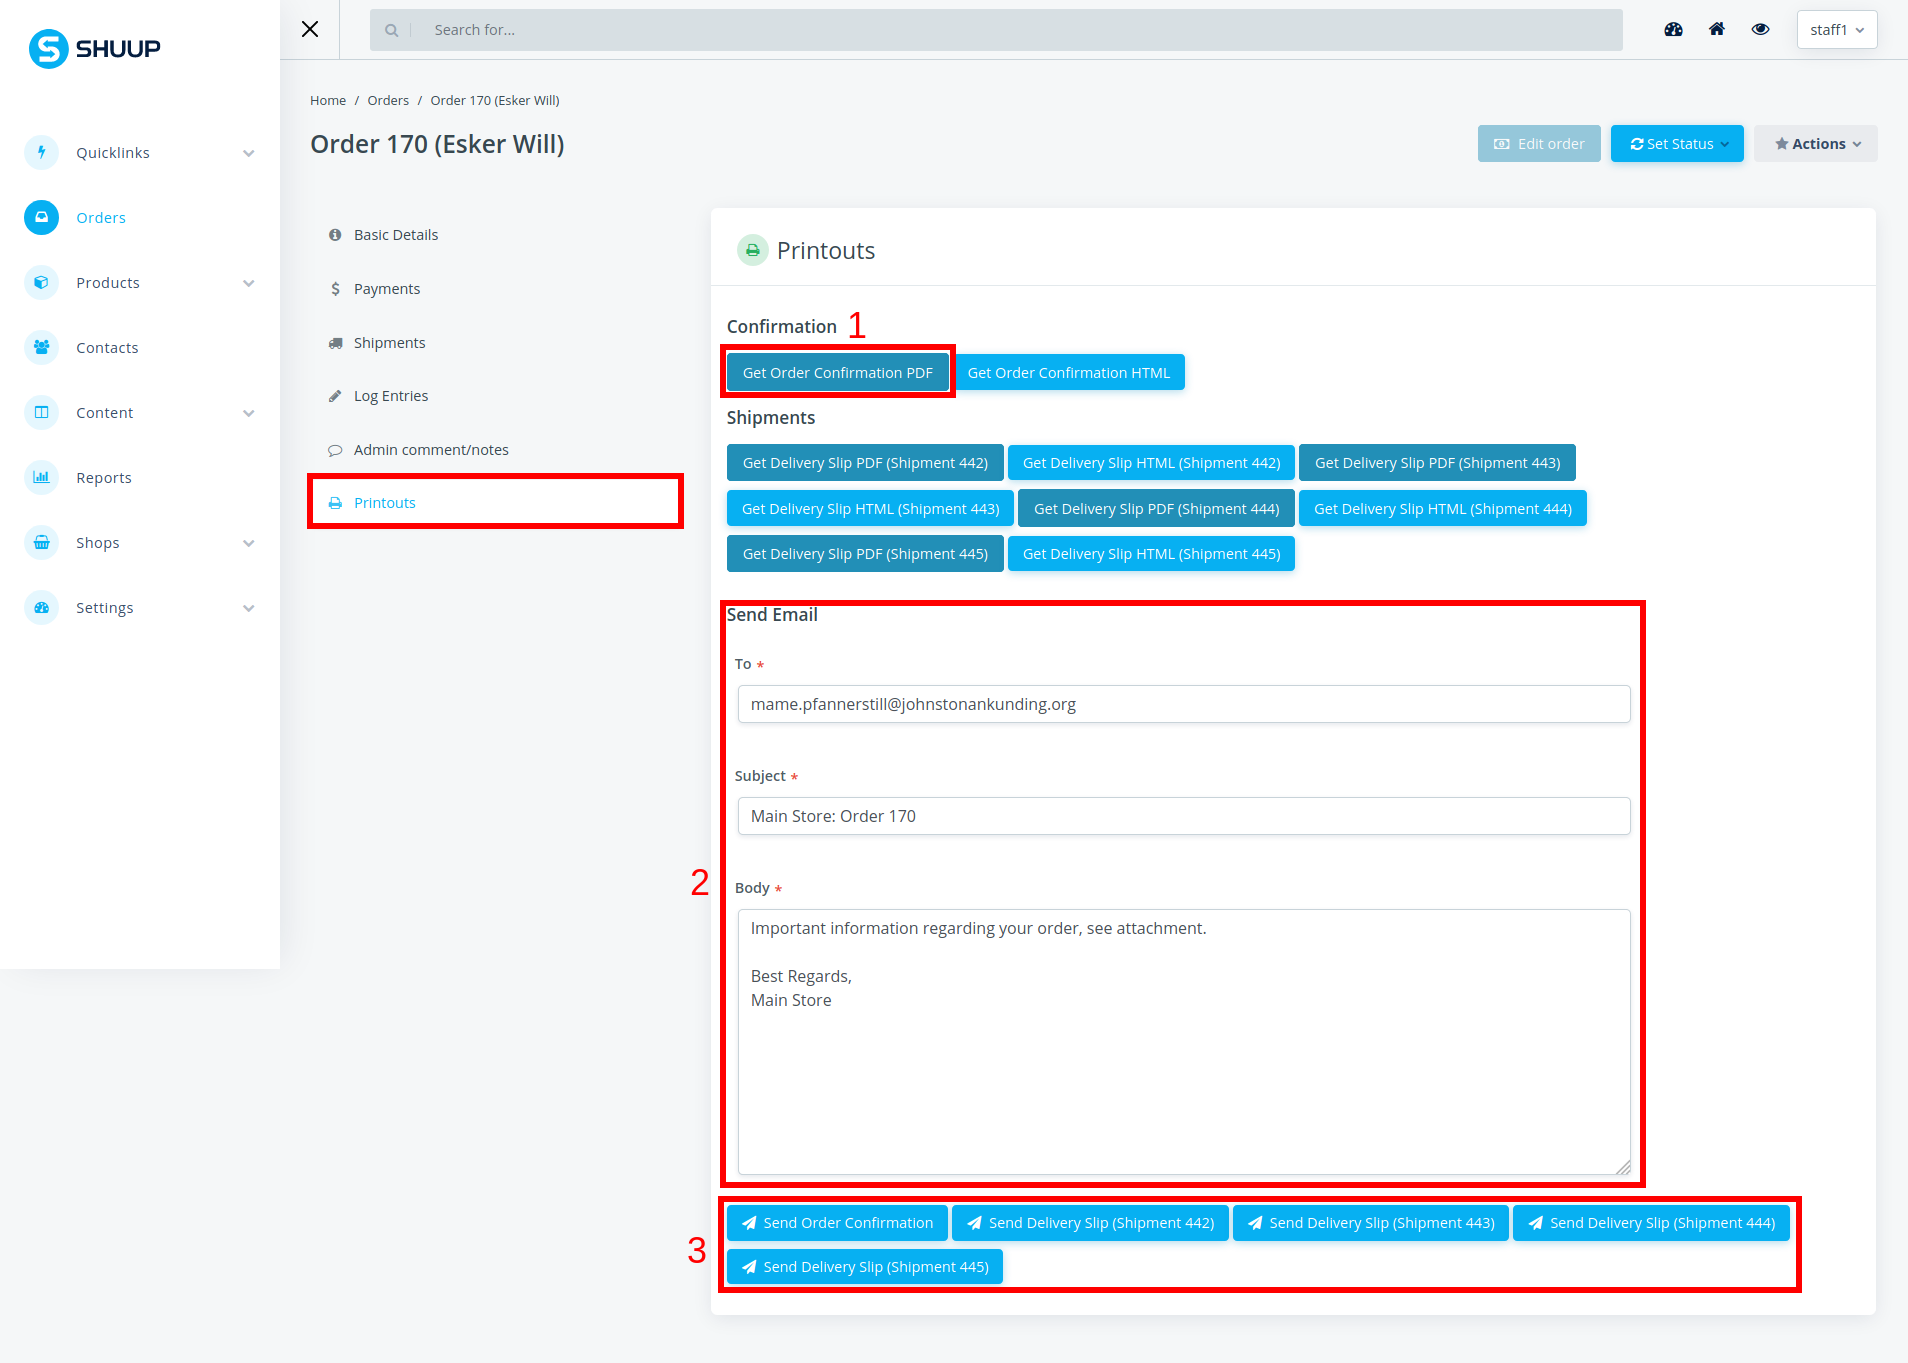 SHUUP
Search for...
staff1
Home / Orders / Order 170 (Esker Will)
Order 170 (Esker Will)
Edit order
Set Status
Actions
Quicklinks
Orders
Products
Contacts
Content
Reports
Shops
Settings
Basic Details
Payments
Shipments
Log Entries
Admin comment/notes
Printouts
Printouts
Confirmation 1
Get Order Confirmation PDF Get Order Confirmation HTML
Shipments
Get Delivery Slip PDF (Shipment 442) Get Delivery Slip HTML (Shipment 442) Get Delivery Slip PDF (Shipment 443)
Get Delivery Slip HTML (Shipment 443) Get Delivery Slip PDF (Shipment 444) Get Delivery Slip HTML (Shipment 444)
Get Delivery Slip PDF (Shipment 445) Get Delivery Slip HTML (Shipment 445)
Send Email
To *
mame.pfannerstill@johnstonankunding.org
Subject *
Main Store: Order 170
2
Body *
Important information regarding your order, see attachment.
Best Regards,
Main Store
3
Send Order Confirmation Send Delivery Slip (Shipment 442) Send Delivery Slip (Shipment 443) Send Delivery Slip (Shipment 444)
Send Delivery Slip (Shipment 445)